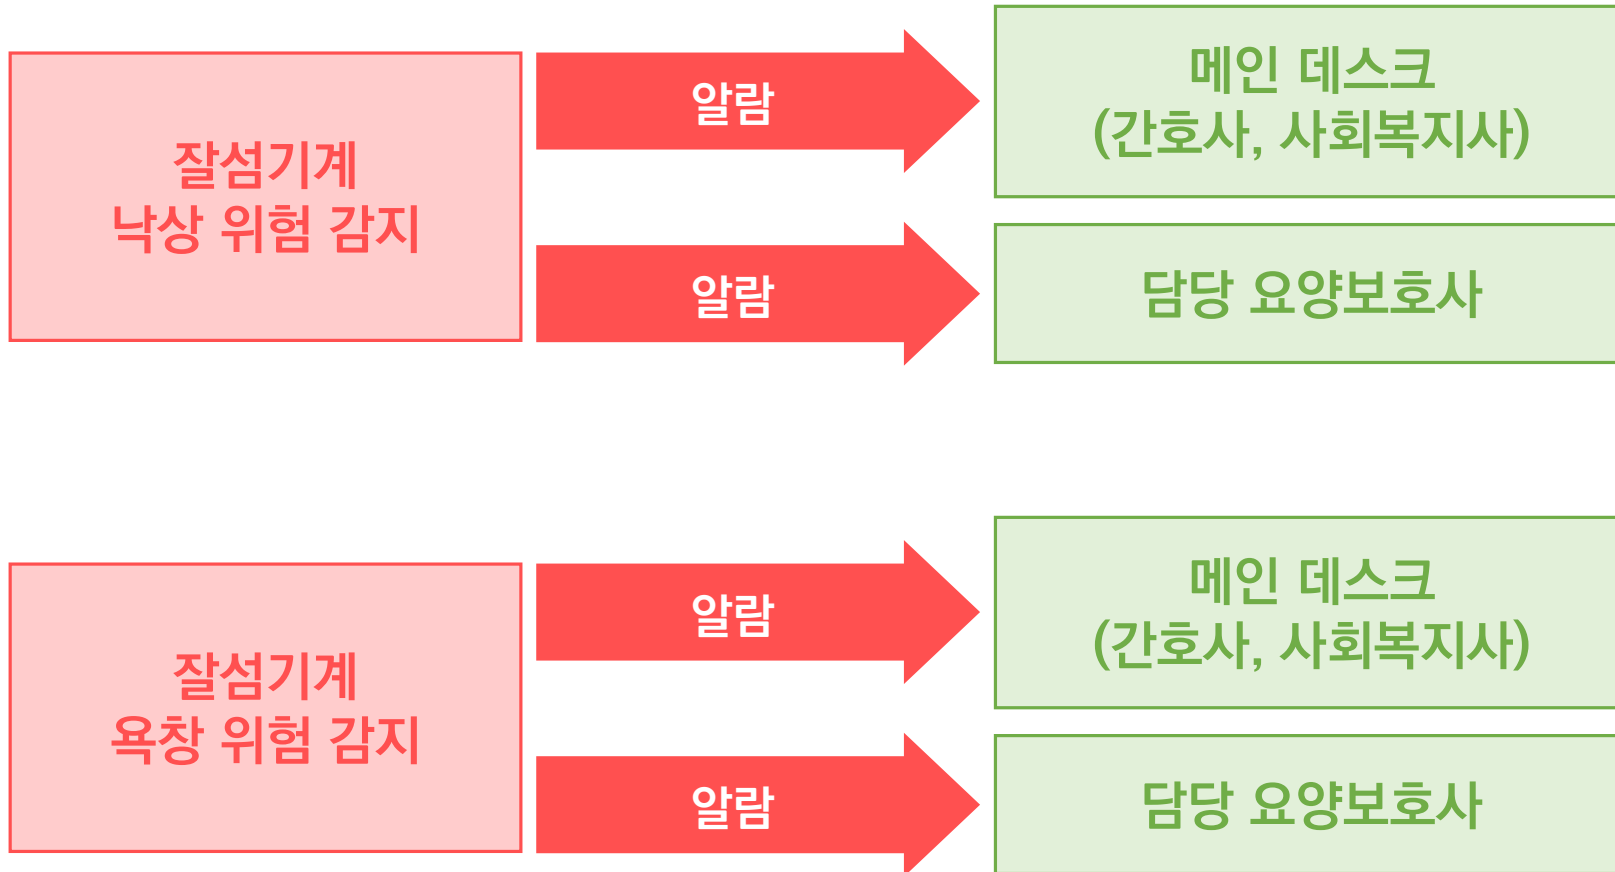 잘섬기계
낙상 위험 감지
알람
메인 데스크
(간호사, 사회복지사)
알람
담당 요양보호사
잘섬기계
욕창 위험 감지
알람
메인 데스크
(간호사, 사회복지사)
알람
담당 요양보호사